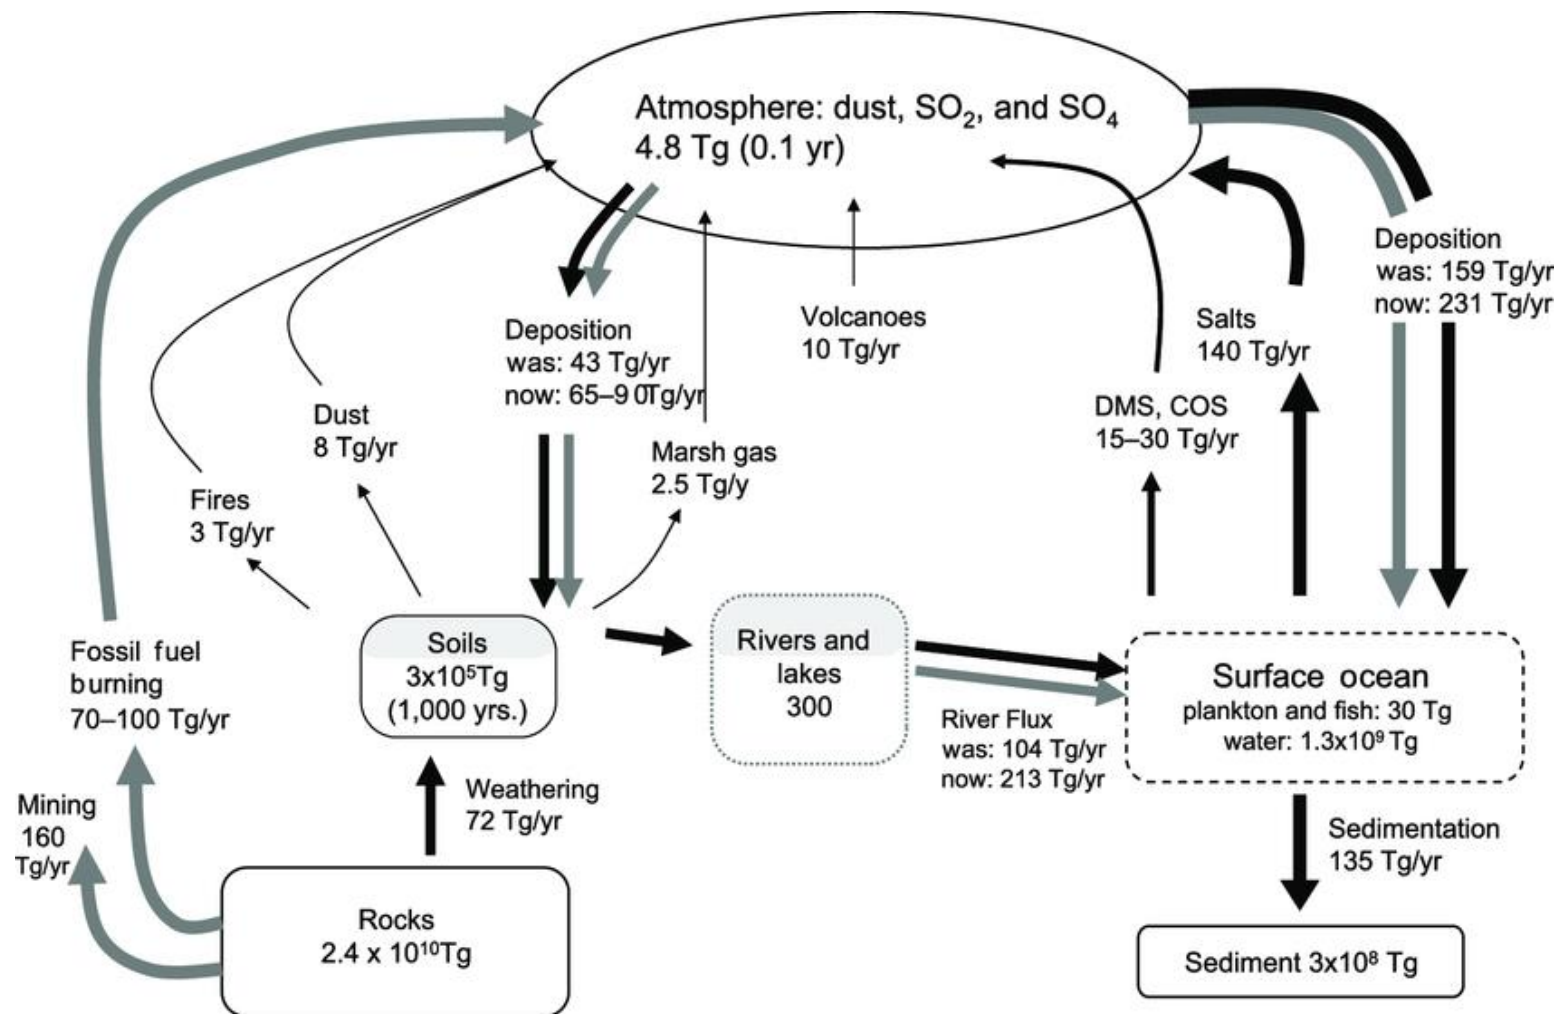 Atmosphere: dust, SO₂, and SO₄
4.8 Tg (0.1 yr)
Deposition
was: 159 Tg/yr
now: 231 Tg/yr
Deposition
was: 43 Tg/yr
now: 65–90Tg/yr
Volcanoes
10 Tg/yr
Salts
140 Tg/yr
Dust
8 Tg/yr
DMS, COS
15–30 Tg/yr
Marsh gas
2.5 Tg/y
Fires
3 Tg/yr
Fossil fuel
burning
70–100 Tg/yr
Soils
3x10⁵Tg
(1,000 yrs.)
Rivers and
lakes
300
River Flux
was: 104 Tg/yr
now: 213 Tg/yr
Surface ocean
plankton and fish: 30 Tg
water: 1.3x10⁹ Tg
Mining
160
Tg/yr
Weathering
72 Tg/yr
Sedimentation
135 Tg/yr
Rocks
2.4 x 10¹⁰Tg
Sediment 3x10⁸ Tg